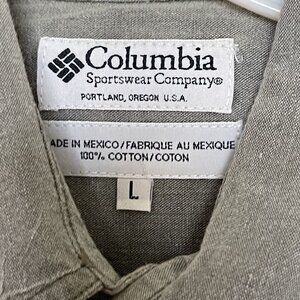 Columbia
Sportswear Company®
PORTLAND, OREGON U.S.A.
ADE IN MEXICO/FABRIQUE AU MEXIQUE
100% COTTON/COTON
L